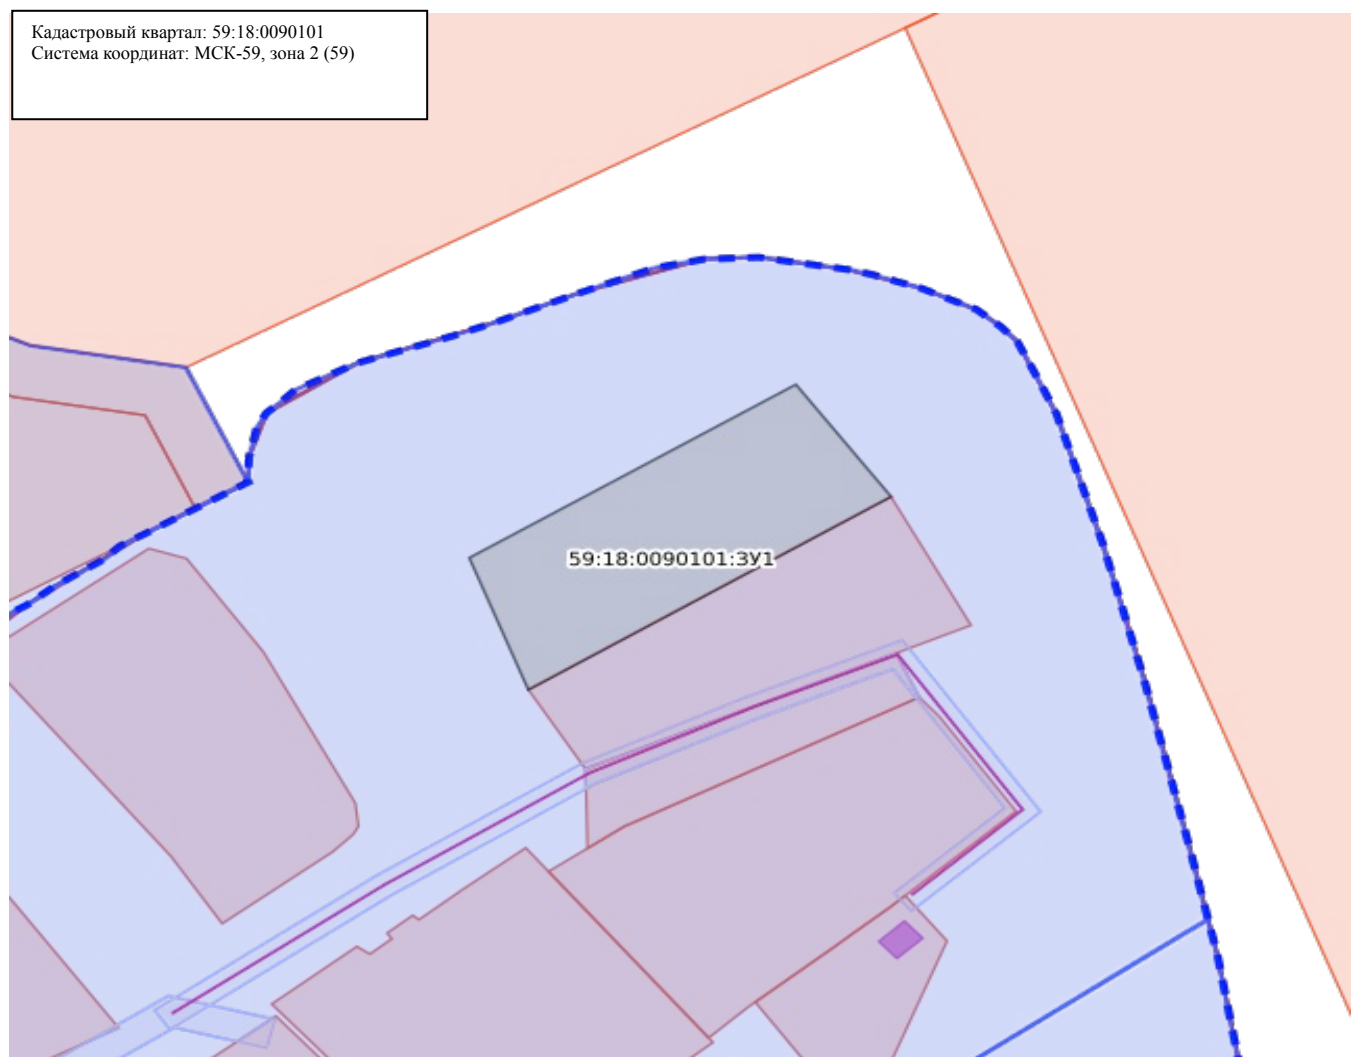 Кадастровый квартал: 59:18:0090101
Система координат: МСК-59, зона 2 (59)
59:18:0090101:ЗУ1